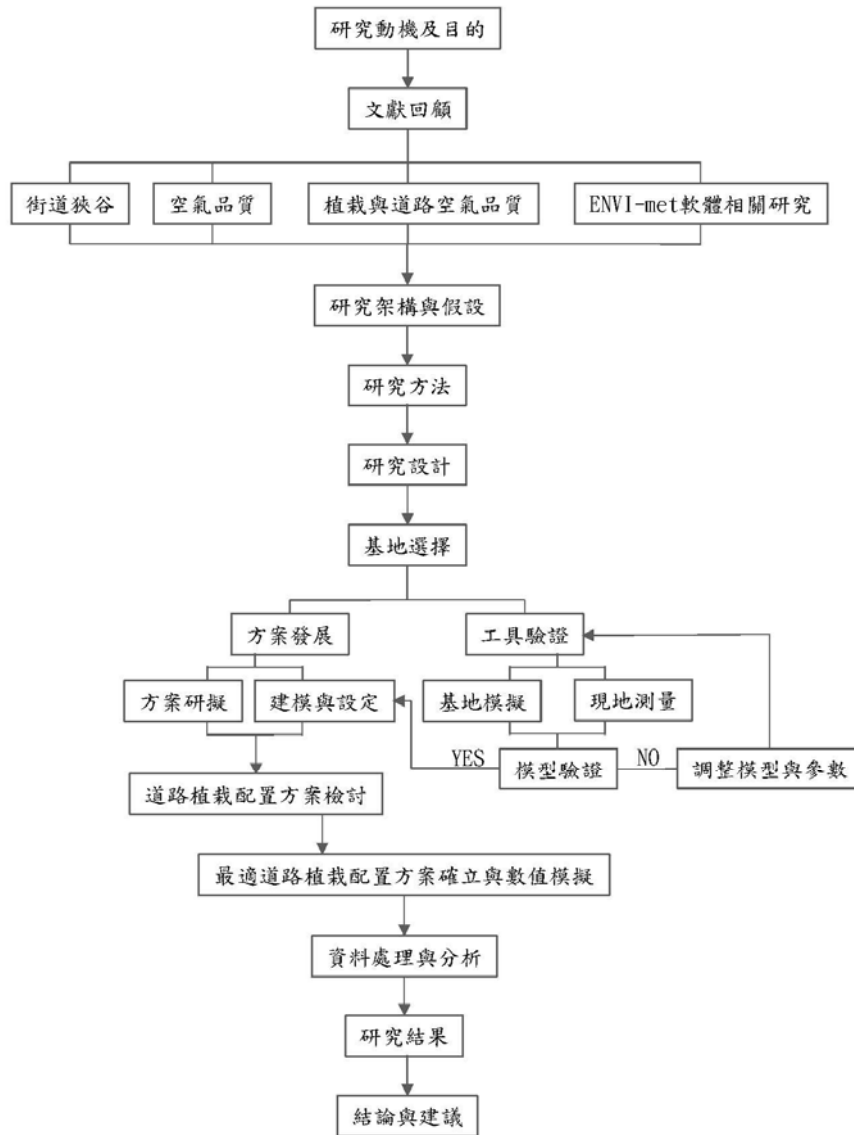 研究動機及目的
文獻回顧
街道狹谷
空氣品質
植栽與道路空氣品質
ENVI-met軟體相關研究
研究架構與假設
研究方法
研究設計
基地選擇
方案發展
工具驗證
方案研擬
建模與設定
基地模擬
現地測量
YES
模型驗證
NO
調整模型與參數
道路植栽配置方案檢討
最適道路植栽配置方案確立與數值模擬
資料處理與分析
研究結果
結論與建議